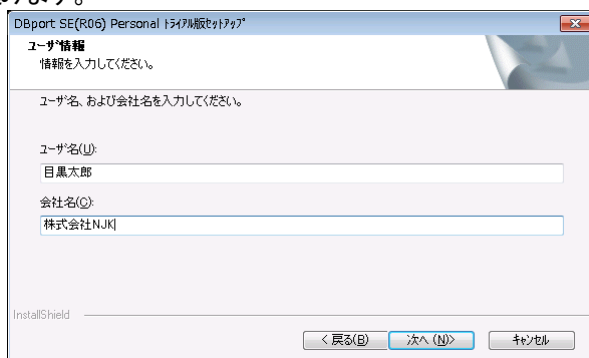 DBport SE(R06) Personal ﾄﾗｲｱﾙ版ｾｯﾄｱｯﾌﾟ
ユーザ情報
情報を入力してください。
ユーザ名、および会社名を入力してください。
ユーザ名(U):
目黒太郎
会社名(C):
株式会社NJK
InstallShield
< 戻る(B)
次へ(N)>
ｷｬﾝｾﾙ